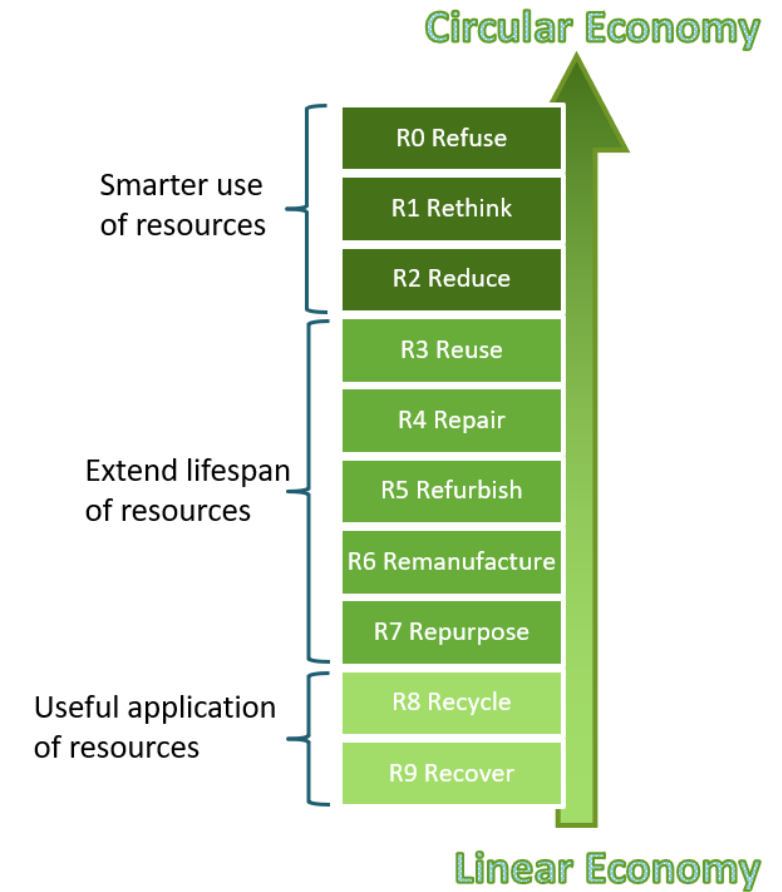 Circular Economy
Smarter use
of resources
R0 Refuse
R1 Rethink
R2 Reduce
Extend lifespan
of resources
R3 Reuse
R4 Repair
R5 Refurbish
R6 Remanufacture
R7 Repurpose
Useful application
of resources
R8 Recycle
R9 Recover
Linear Economy